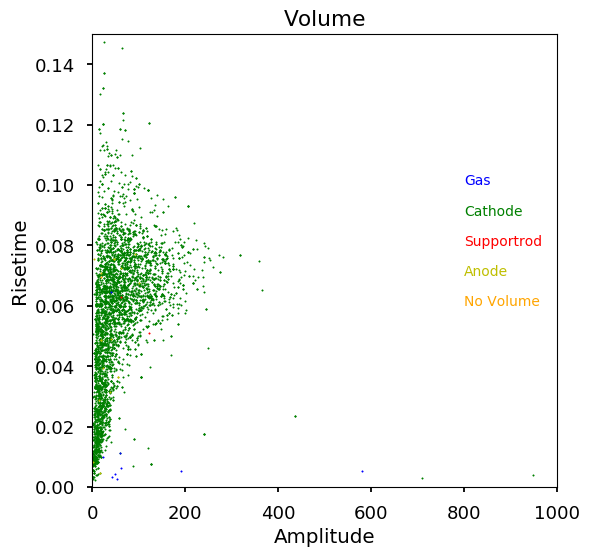 Volume
0.14
0.12
0.10
0.08
0.06
0.04
0.02
0.00
Risetime
Gas
Cathode
Supportrod
Anode
No Volume
0
200
400
600
800
1000
Amplitude